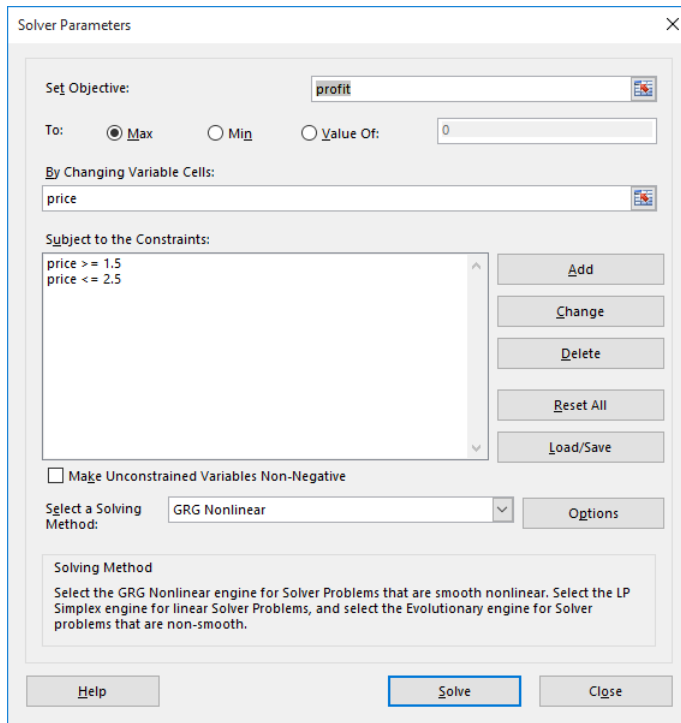 Solver Parameters
Set Objective:
profit
To:
Max
Min
Value Of:
0
By Changing Variable Cells:
price
Subject to the Constraints:
price >= 1.5
price <= 2.5
Add
Change
Delete
Reset All
Load/Save
Make Unconstrained Variables Non-Negative
Select a Solving
Method:
GRG Nonlinear
Options
Solving Method
Select the GRG Nonlinear engine for Solver Problems that are smooth nonlinear. Select the LP
Simplex engine for linear Solver Problems, and select the Evolutionary engine for Solver
problems that are non-smooth.
Help
Solve
Close